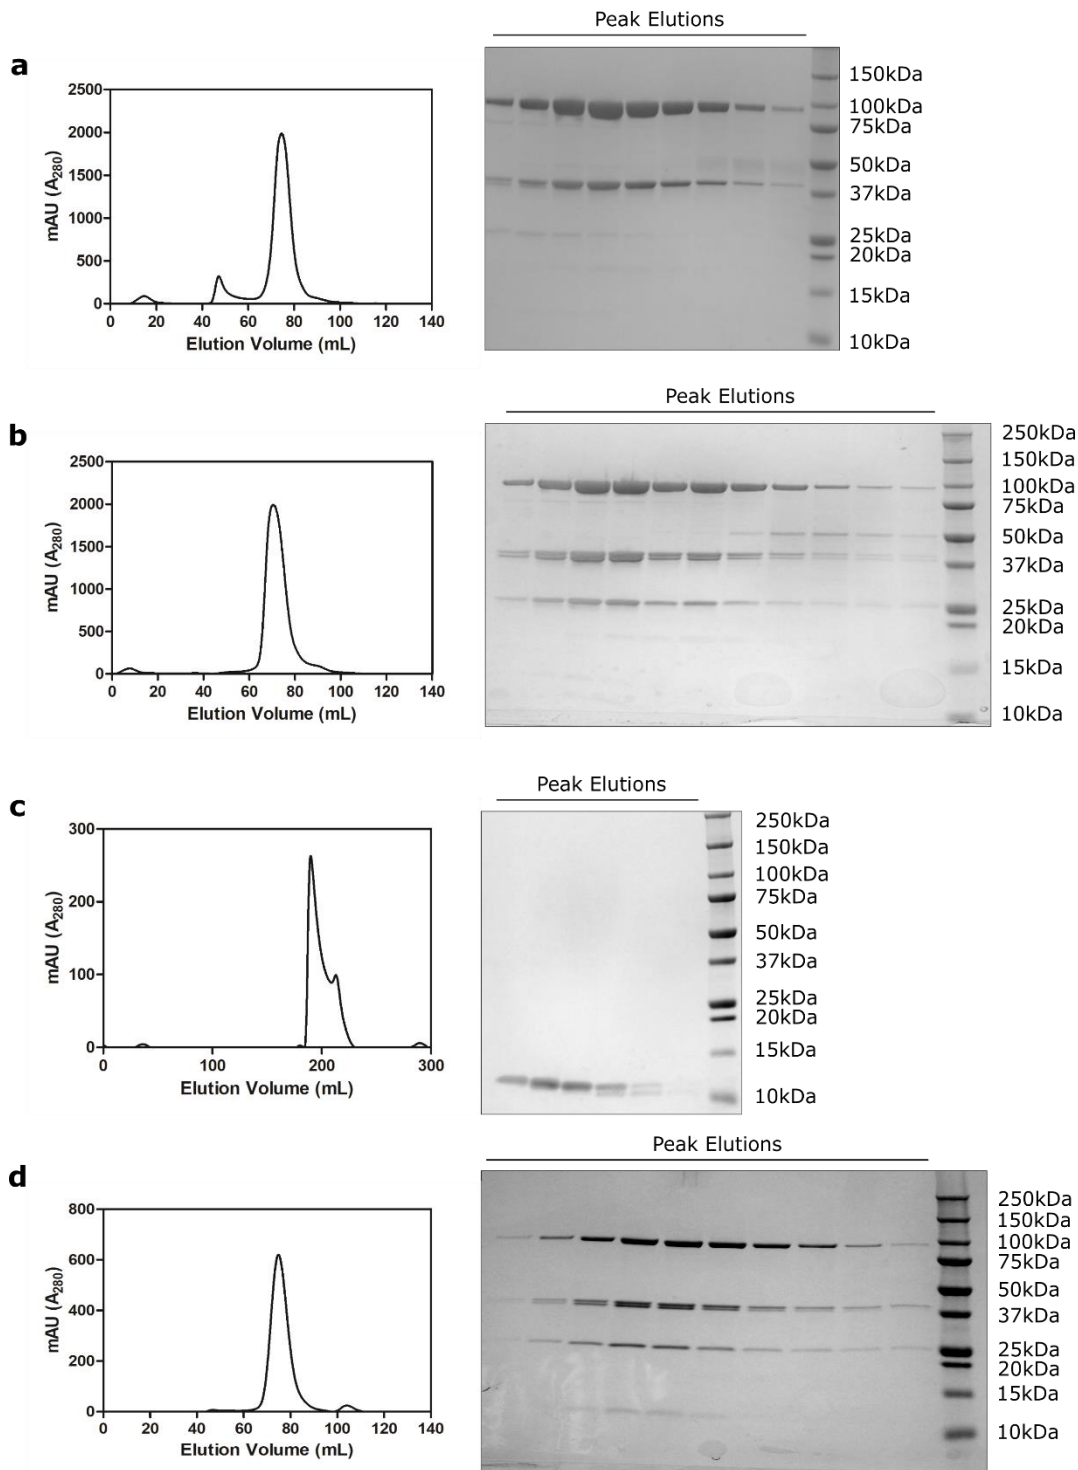 Peak Elutions
a
2500
2000
1500
1000
500
0
mAU (A280)
0 20 40 60 80 100 120 140
Elution Volume (mL)
150kDa
100kDa
75kDa
50kDa
37kDa
25kDa
20kDa
15kDa
10kDa
Peak Elutions
b
2500
2000
1500
1000
500
0
mAU (A280)
0 20 40 60 80 100 120 140
Elution Volume (mL)
250kDa
150kDa
100kDa
75kDa
50kDa
37kDa
25kDa
20kDa
15kDa
10kDa
Peak Elutions
c
300
200
100
0
mAU (A280)
0 100 200 300
Elution Volume (mL)
250kDa
150kDa
100kDa
75kDa
50kDa
37kDa
25kDa
20kDa
15kDa
10kDa
Peak Elutions
d
800
600
400
200
0
mAU (A280)
0 20 40 60 80 100 120 140
Elution Volume (mL)
250kDa
150kDa
100kDa
75kDa
50kDa
37kDa
25kDa
20kDa
15kDa
10kDa